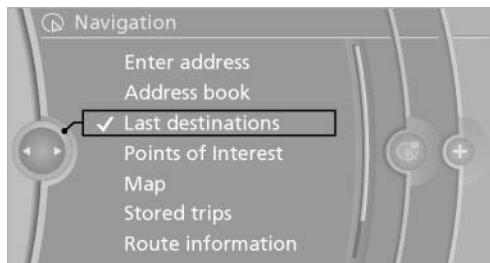 Navigation
Enter address
Address book
Last destinations
Points of Interest
Map
Stored trips
Route information